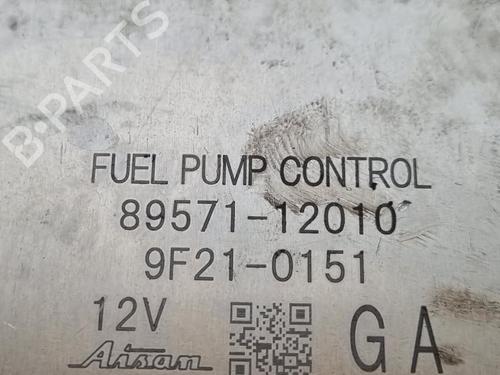 B-PARTS
FUEL PUMP CONTROL
89571-12010
9F21-0151
12V
GA
Aisan